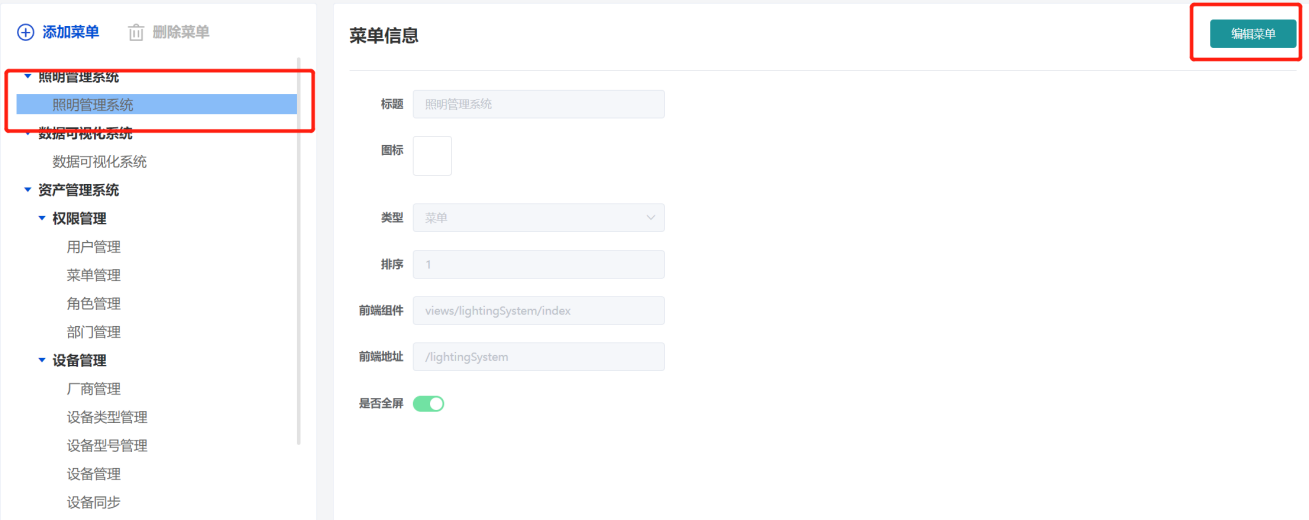 添加菜单 删除菜单
照明管理系统
照明管理系统
数据可视化系统
数据可视化系统
资产管理系统
权限管理
用户管理
菜单管理
角色管理
部门管理
设备管理
厂商管理
设备类型管理
设备型号管理
设备管理
设备同步
菜单信息 编辑菜单
标题 照明管理系统
图标
类型 菜单
排序 1
前端组件 views/lightingSystem/index
前端地址 /lightingSystem
是否全屏